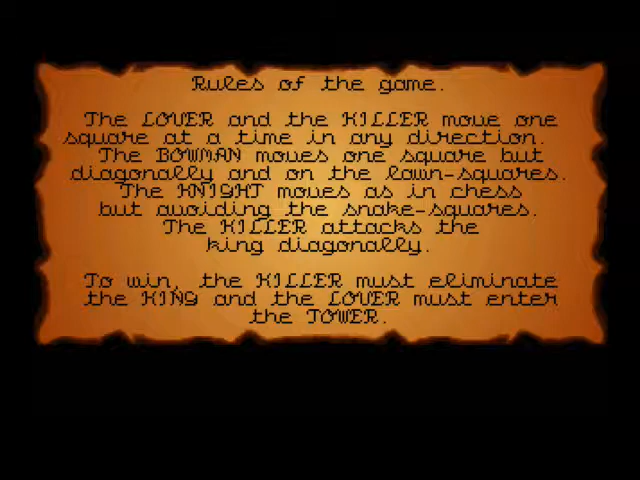 Rules of the game.
The LOVER and the KILLER move one
square at a time in any direction.
The BOWMAN moves one square but
diagonally and on the lawn-squares.
The KNIGHT moves as in chess
but avoiding the snake-squares.
The KILLER attacks the
king diagonally.
To win, the KILLER must eliminate
the KING and the LOVER must enter
the TOWER.